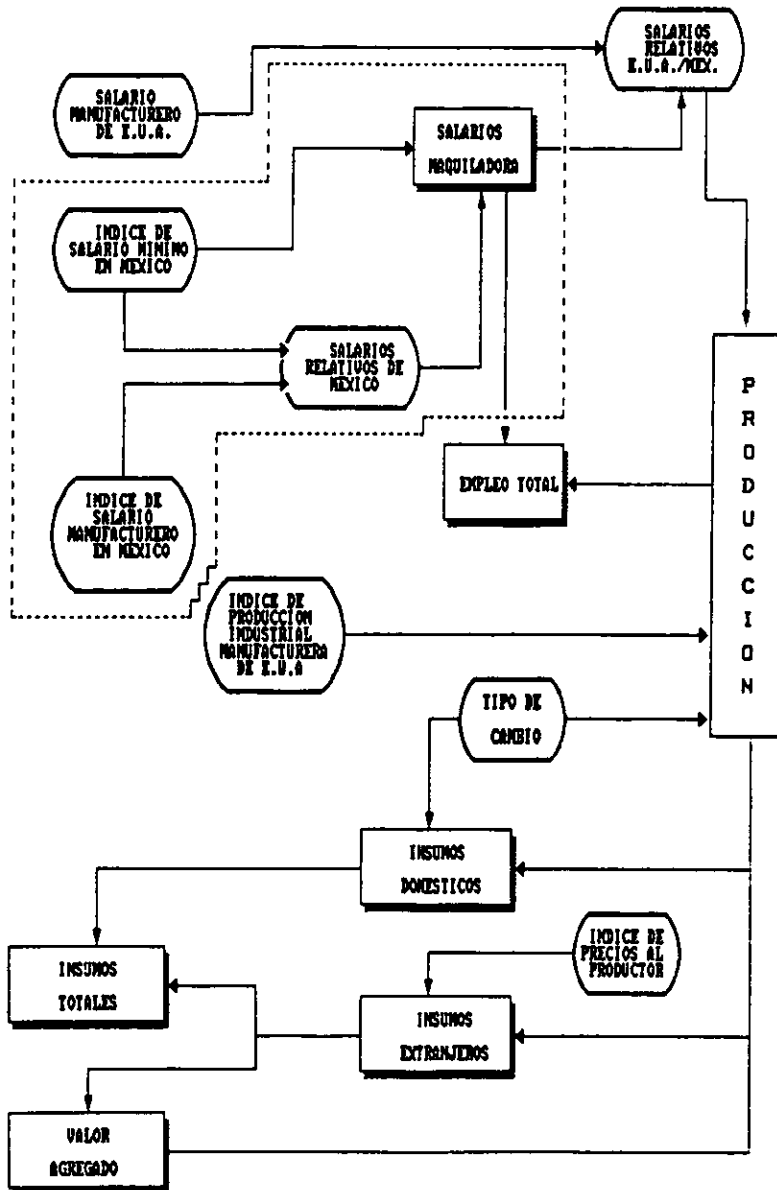 SALARIOS
RELATIVOS
E.U.A./MEX.
SALARIO
MANUFACTURERO
DE E.U.A.
SALARIOS
MAQUILADORA
INDICE DE
SALARIO MINIMO
EN MEXICO
SALARIOS
RELATIVOS DE
MEXICO
PRODUCCION
EMPLEO TOTAL
INDICE DE
SALARIO
MANUFACTURERO
EN MEXICO
INDICE DE
PRODUCCION
INDUSTRIAL
MANUFACTURERA
DE E.U.A
TIPO DE
CAMBIO
INSUMOS
DOMESTICOS
INDICE DE
PRECIOS AL
PRODUCTOR
INSUMOS
TOTALES
INSUMOS
EXTRANJEROS
VALOR
AGREGADO